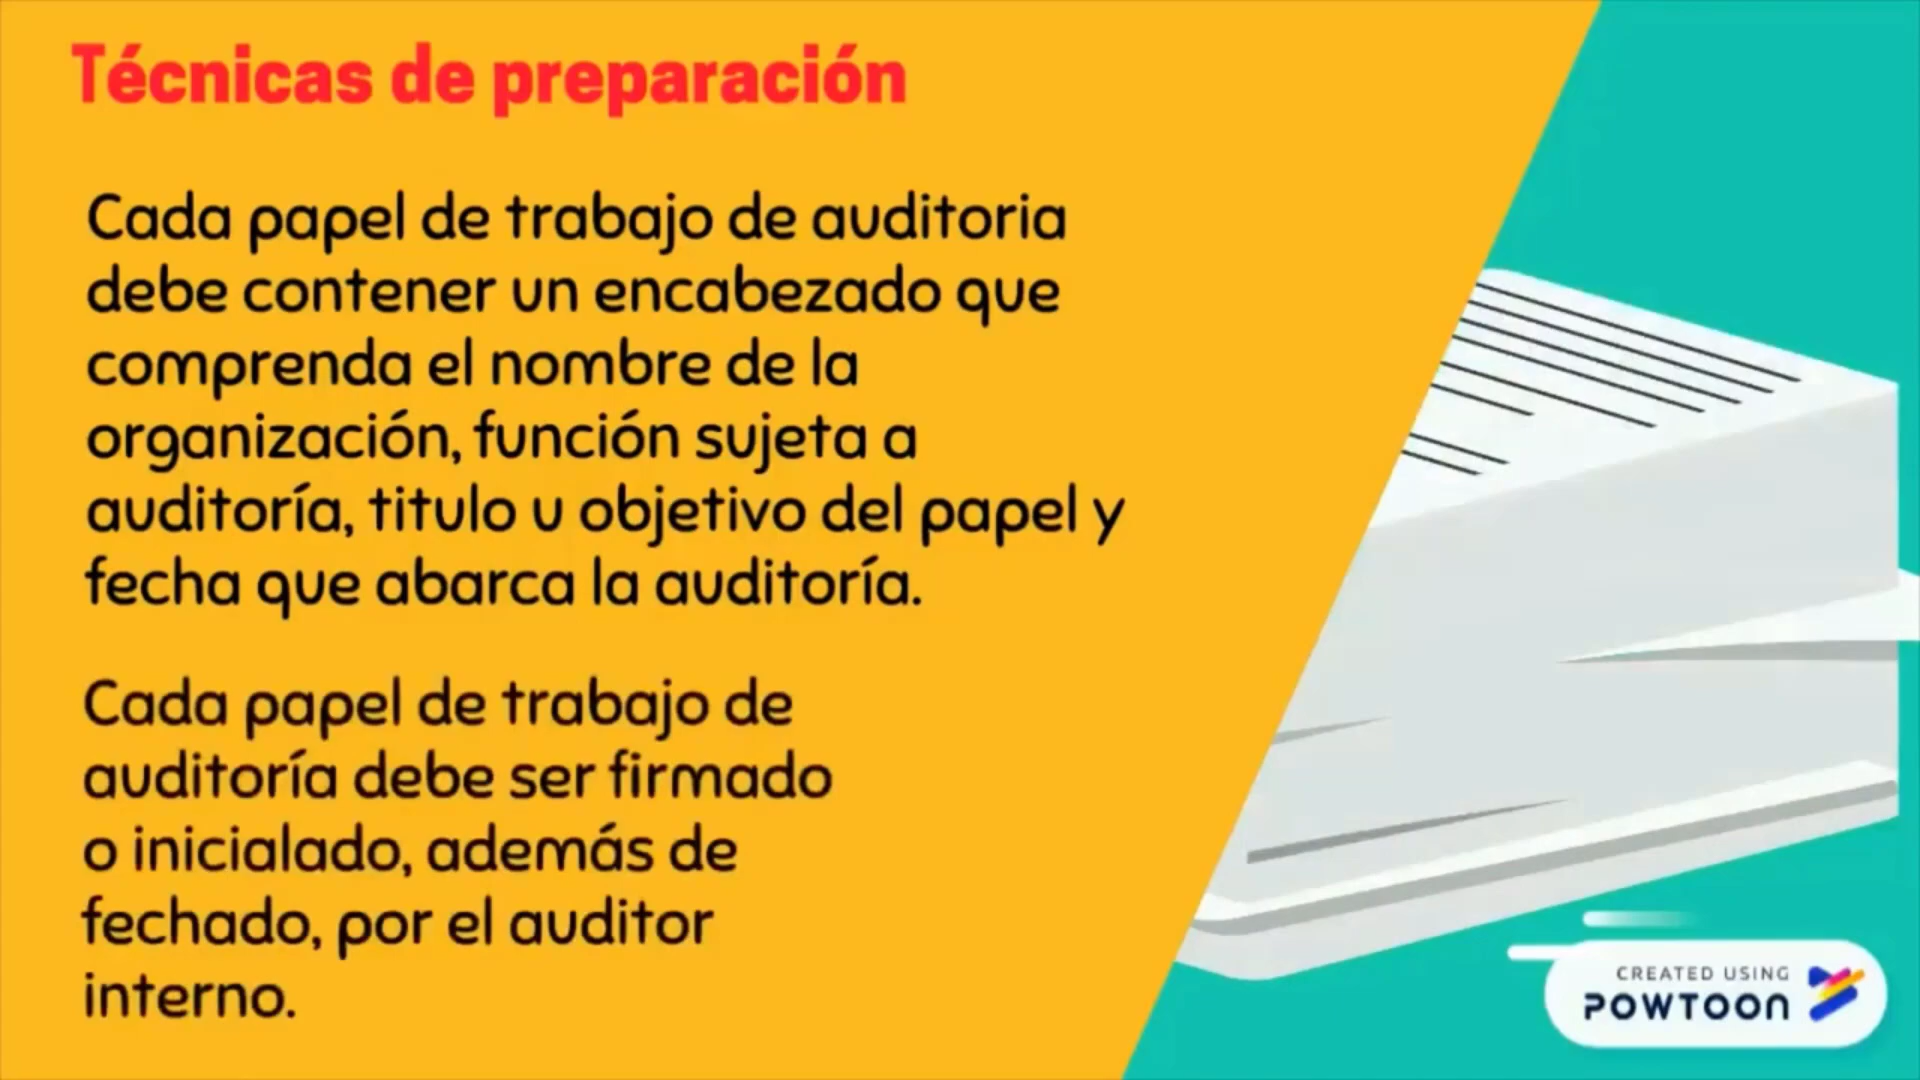 Técnicas de preparación
Cada papel de trabajo de auditoria
debe contener un encabezado que
comprenda el nombre de la
organización, función sujeta a
auditoría, titulo u objetivo del papel y
fecha que abarca la auditoría.
Cada papel de trabajo de
auditoría debe ser firmado
o inicialado, además de
fechado, por el auditor
interno.
CREATED USING
POWTOON